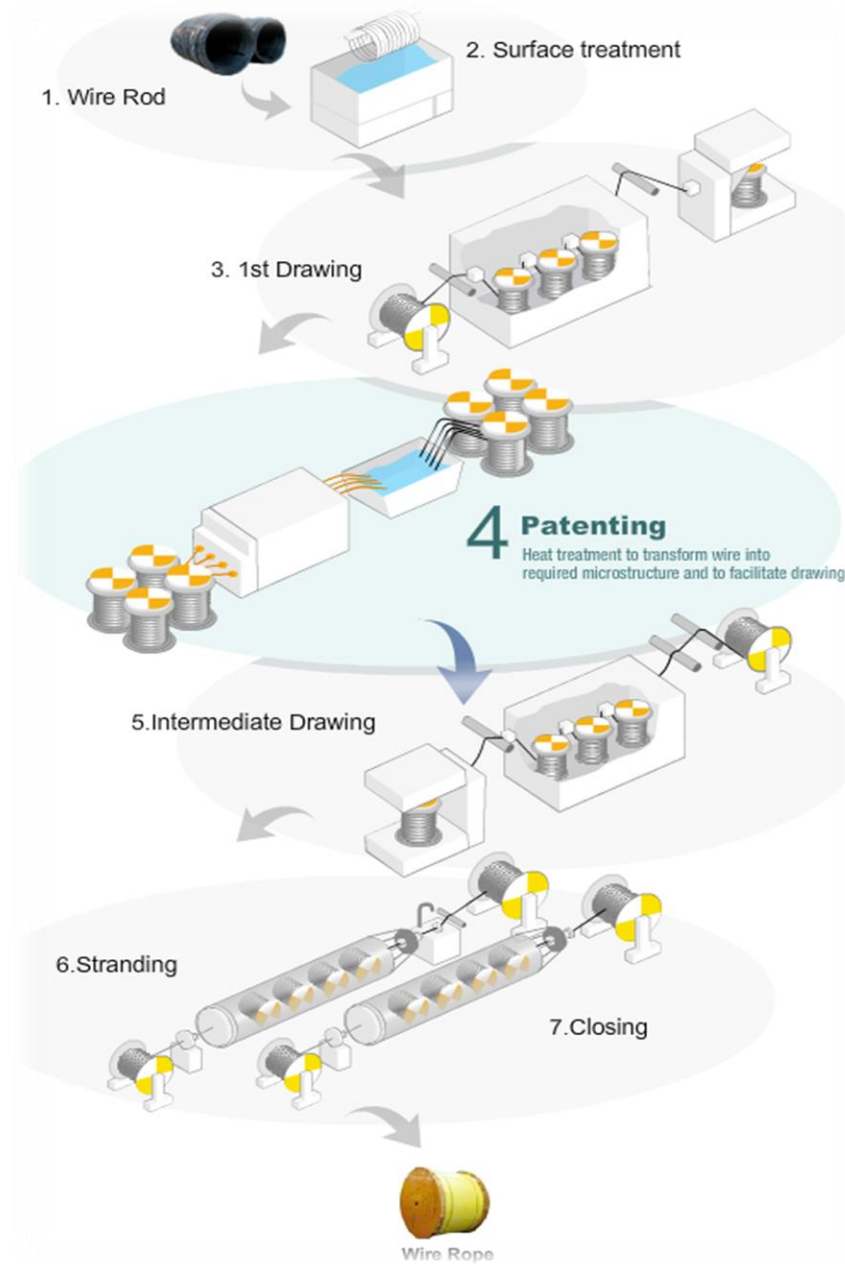 1. Wire Rod
2. Surface treatment
3. 1st Drawing
4 Patenting
Heat treatment to transform wire into
required microstructure and to facilitate drawing
5.Intermediate Drawing
6.Stranding
7.Closing
Wire Rope